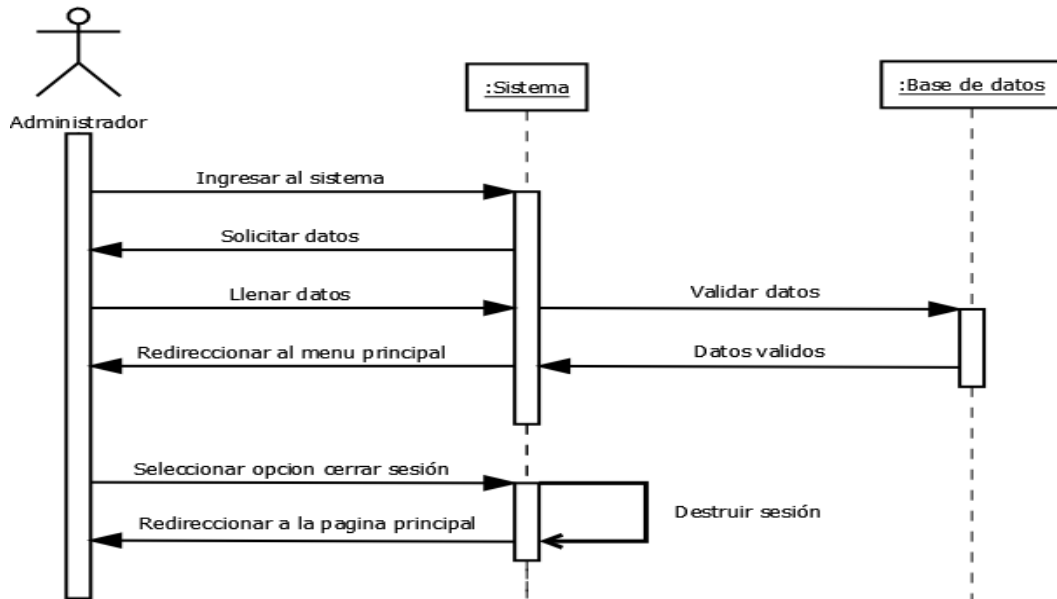 :Sistema
:Base de datos
Administrador
Ingresar al sistema
Solicitar datos
Llenar datos
Validar datos
Redireccionar al menu principal
Datos validos
Seleccionar opcion cerrar sesión
Destruir sesión
Redireccionar a la pagina principal